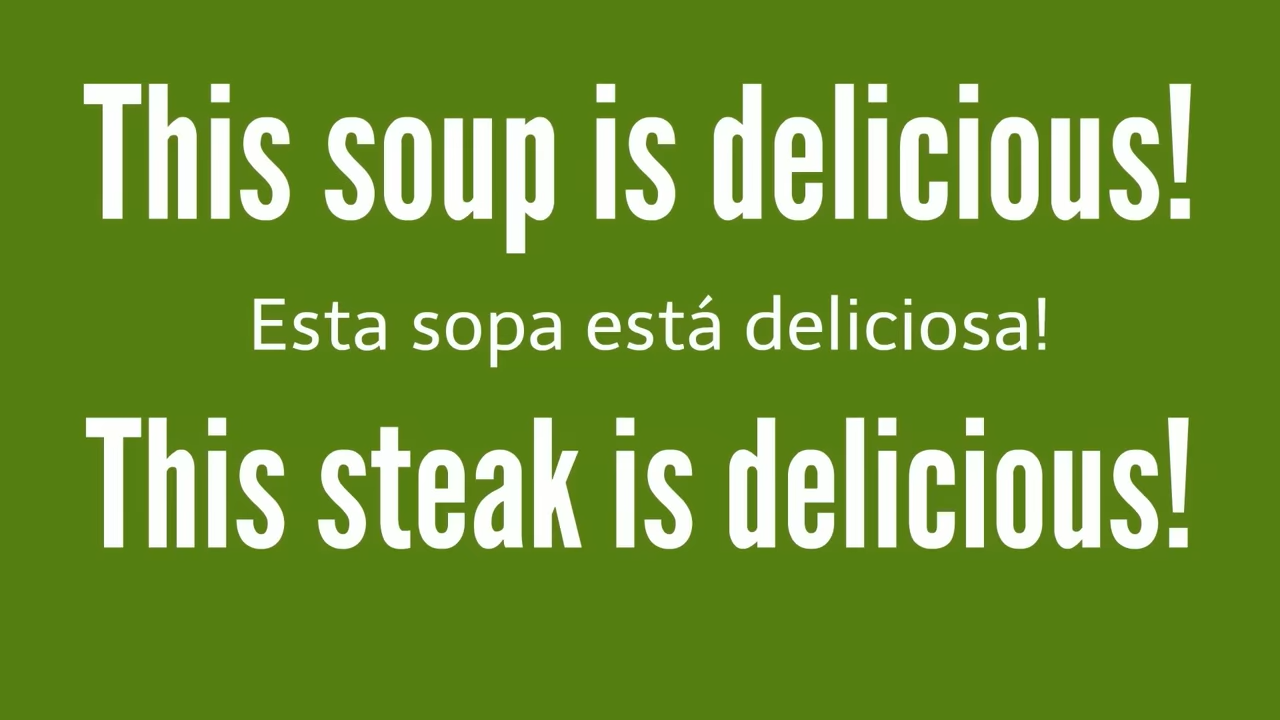 This soup is delicious!
Esta sopa está deliciosa!
This steak is delicious!